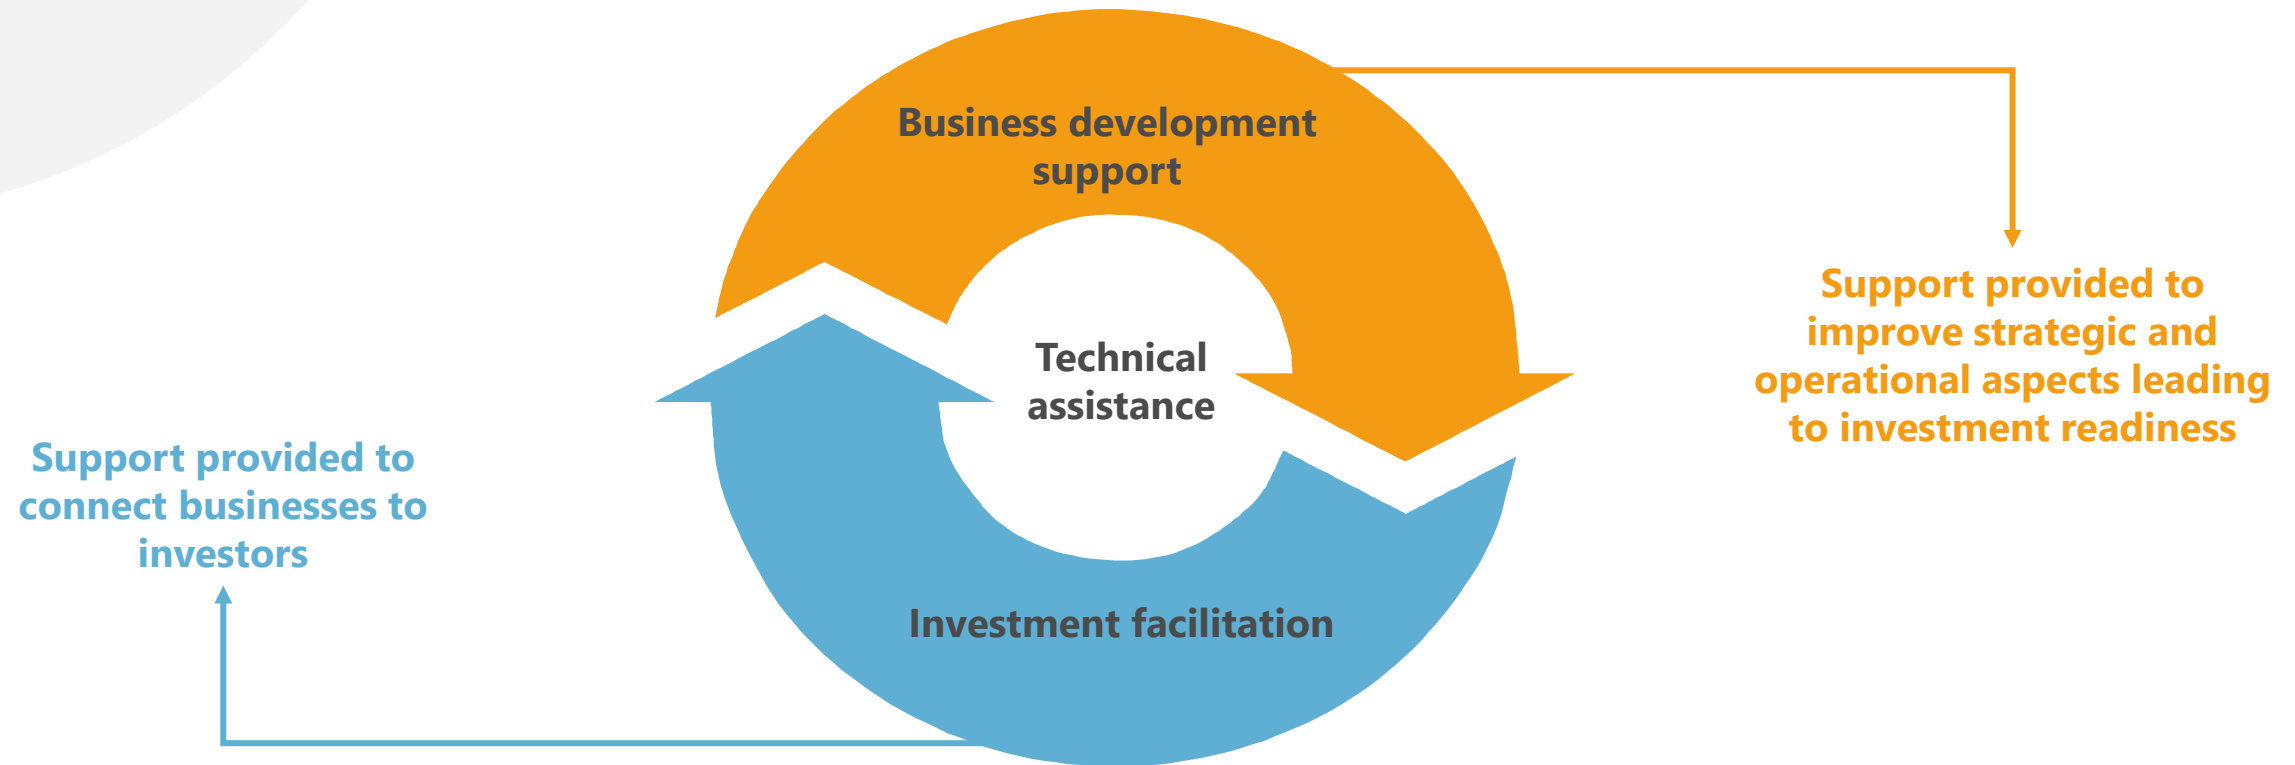 Business development
support
Technical
assistance
Support provided to
improve strategic and
operational aspects leading
to investment readiness
Support provided to
connect businesses to
investors
Investment facilitation